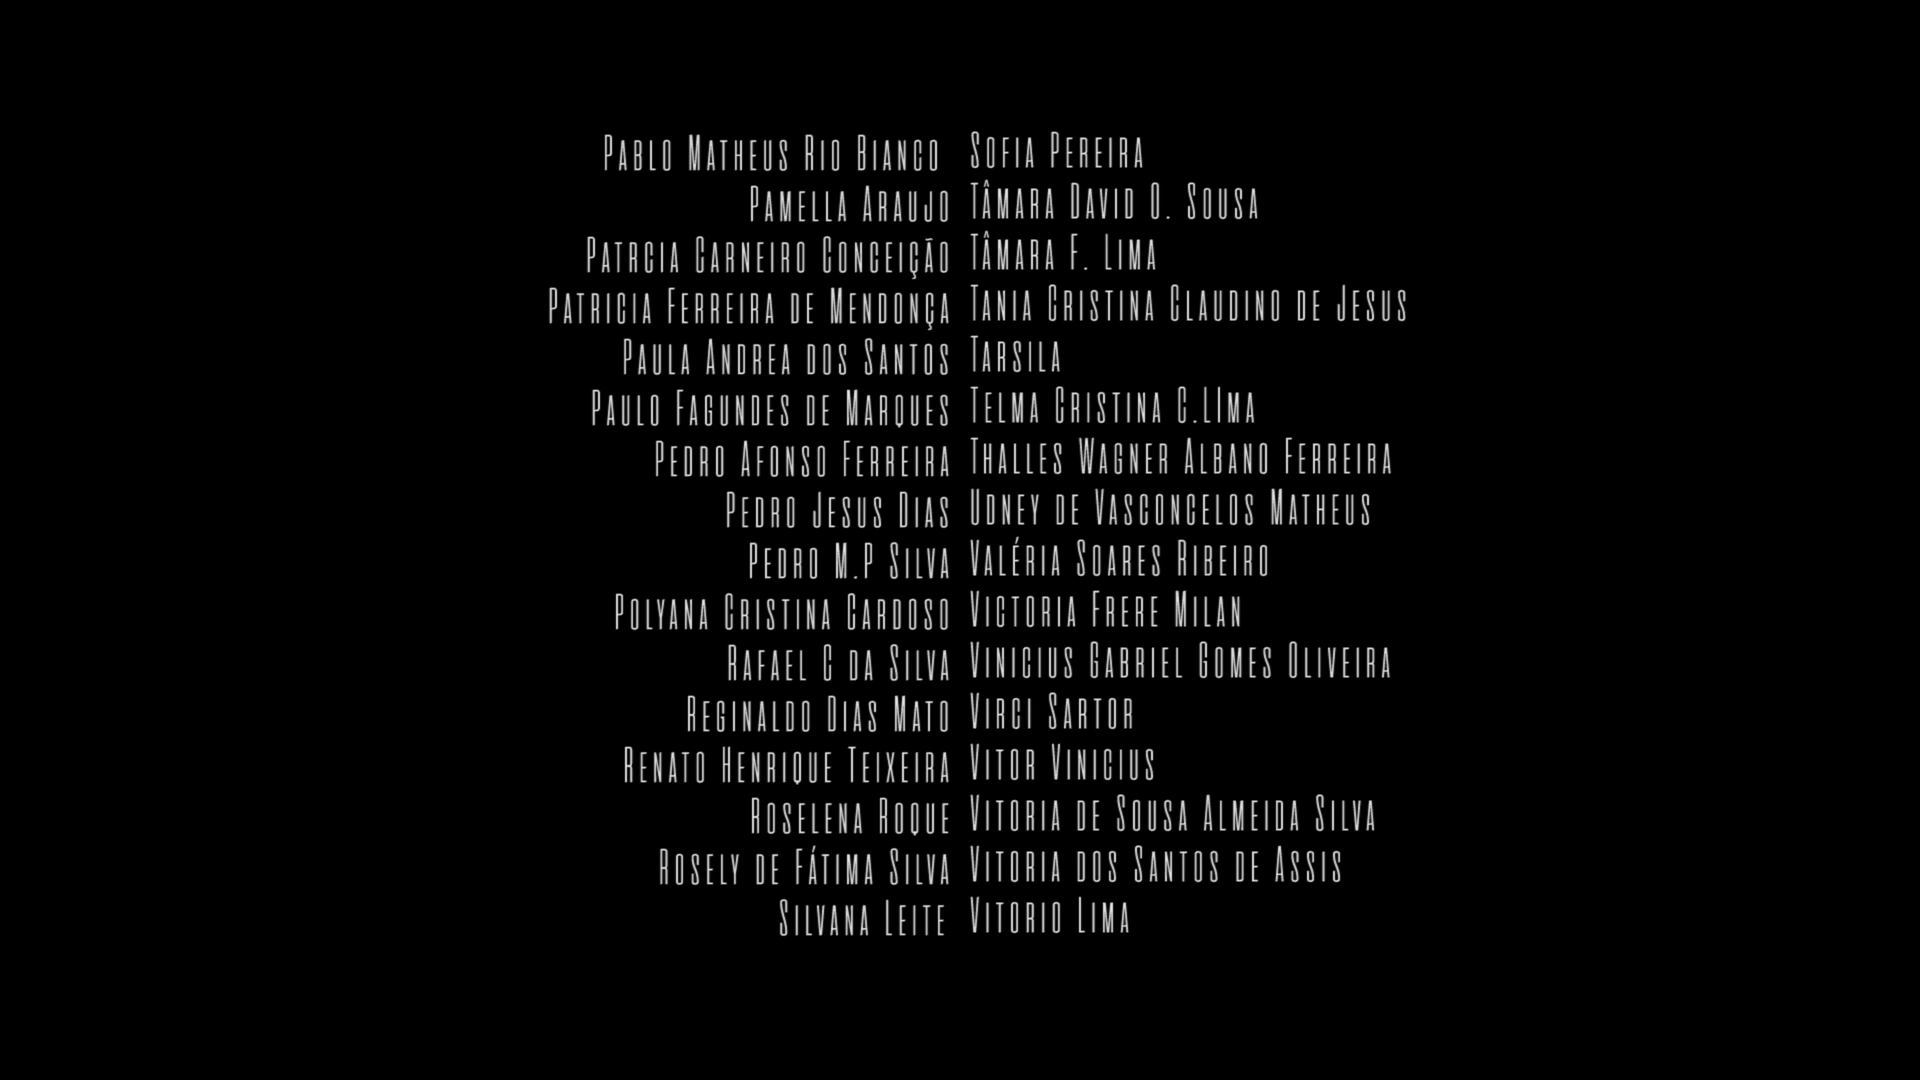 Pablo Matheus Rio Bianco
Pamella Araujo
Patrcia Carneiro Conceição
Patricia Ferreira de Mendonça
Paula Andrea dos Santos
Paulo Fagundes de Marques
Pedro Afonso Ferreira
Pedro Jesus Dias
Pedro M.P Silva
Polyana Cristina Cardoso
Rafael C da Silva
Reginaldo Dias Mato
Renato Henrique Teixeira
Roselena Roque
Rosely de Fátima Silva
Silvana Leite
Sofia Pereira
Tâmara David O. Sousa
Tâmara F. Lima
Tania Cristina Claudino de Jesus
Tarsila
Telma Cristina C.LIma
Thalles Wagner Albano Ferreira
Udney de Vasconcelos Matheus
Valéria Soares Ribeiro
Victoria Frere Milan
Vinicius Gabriel Gomes Oliveira
Virci Sartor
Vitor Vinicius
Vitoria de Sousa Almeida Silva
Vitoria dos Santos de Assis
Vitorio Lima